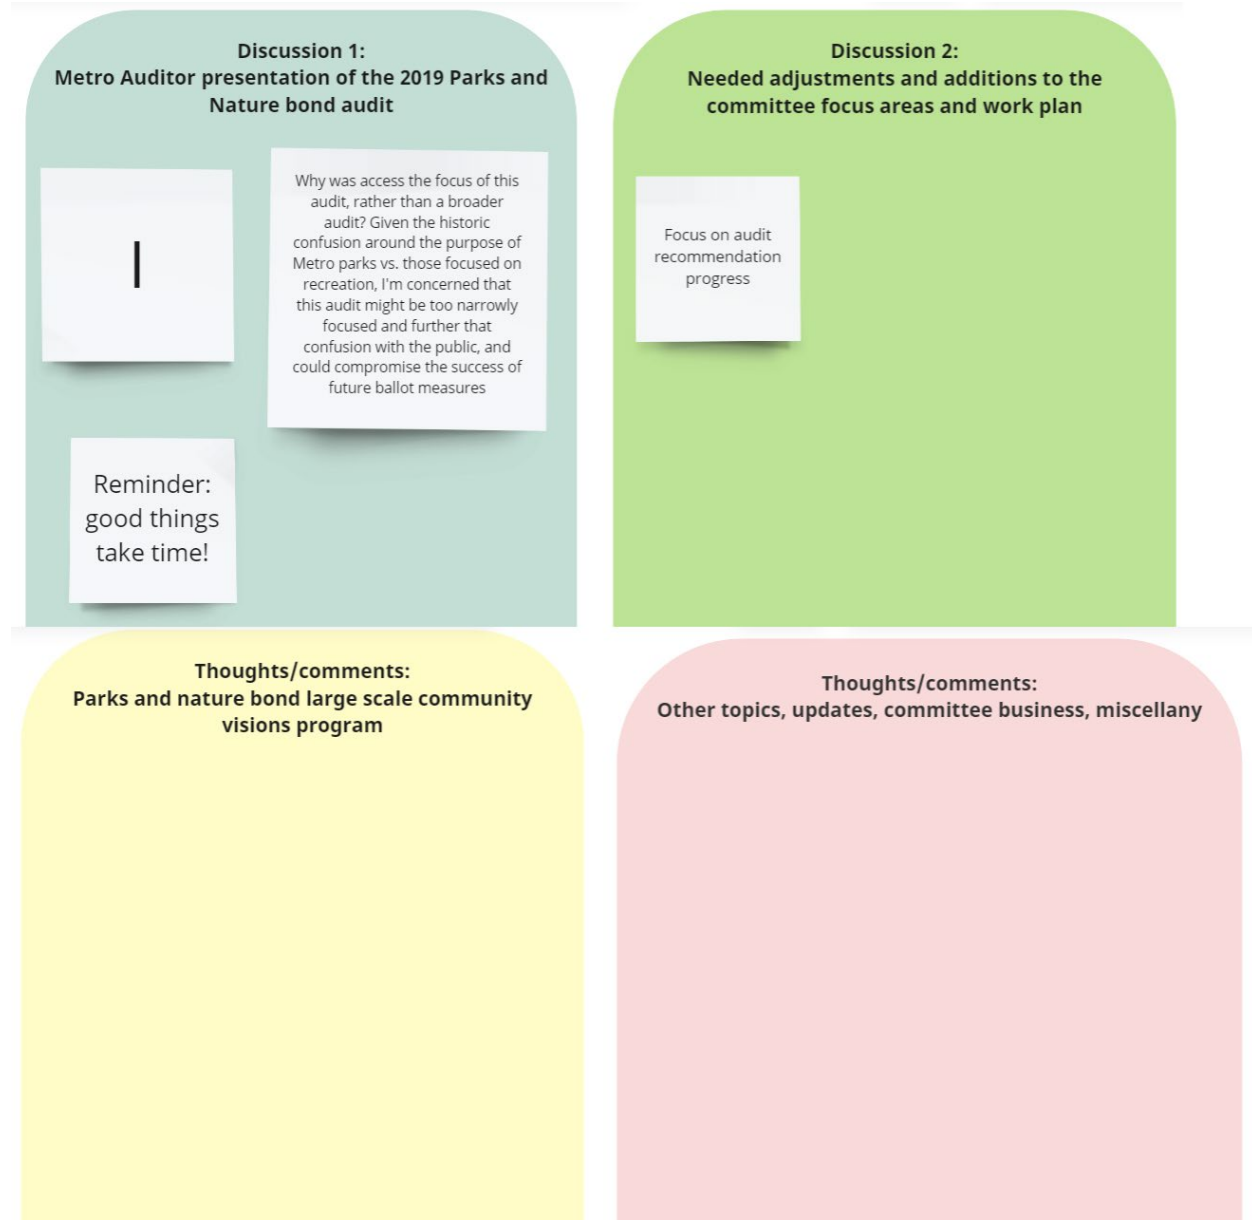 Discussion 1:
Metro Auditor presentation of the 2019 Parks and
Nature bond audit
I
Why was access the focus of this
audit, rather than a broader
audit? Given the historic
confusion around the purpose of
Metro parks vs. those focused on
recreation, I'm concerned that
this audit might be too narrowly
focused and further that
confusion with the public, and
could compromise the success of
future ballot measures
Reminder:
good things
take time!
Discussion 2:
Needed adjustments and additions to the
committee focus areas and work plan
Focus on audit
recommendation
progress
Thoughts/comments:
Parks and nature bond large scale community
visions program
Thoughts/comments:
Other topics, updates, committee business, miscellany